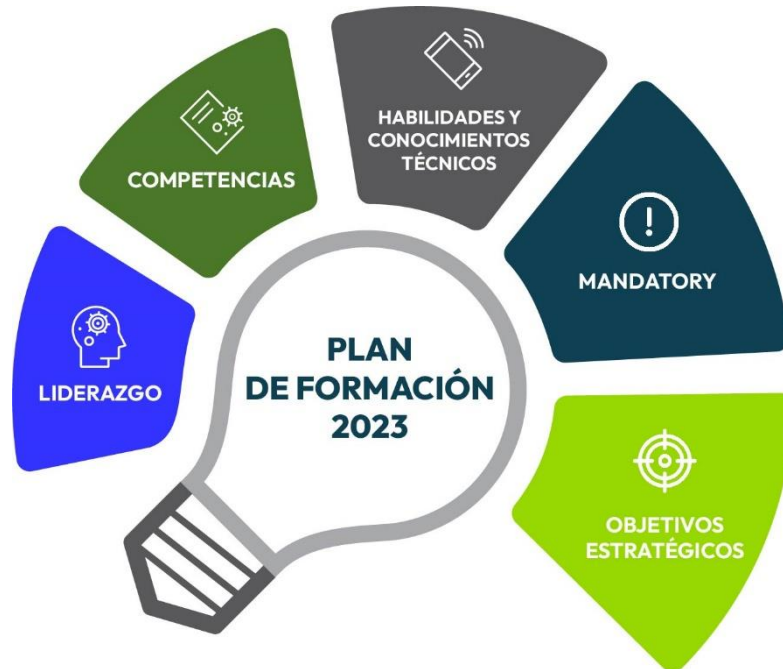 HABILIDADES Y
CONOCIMIENTOS
TÉCNICOS
COMPETENCIAS
MANDATORY
LIDERAZGO
PLAN
DE FORMACIÓN
2023
OBJETIVOS
ESTRATÉGICOS